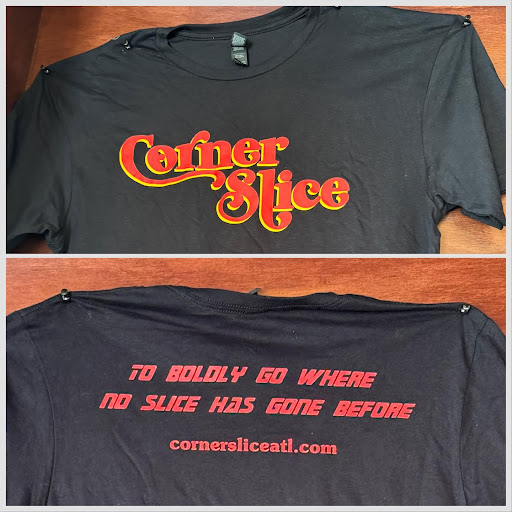 Corner
Slice
TO BOLDLY GO WHERE
NO SLICE HAS GONE BEFORE
cornersliceatl.com